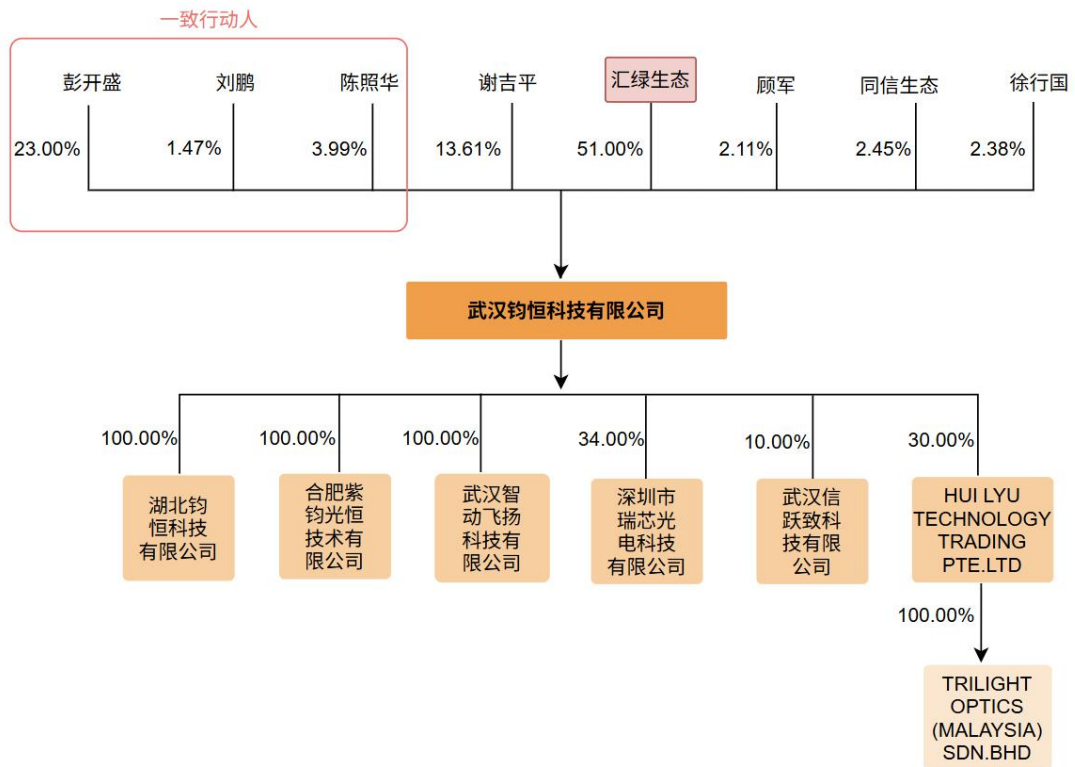 一致行动人
彭开盛
刘鹏
陈照华
谢吉平
汇绿生态
顾军
同信生态
徐行国
23.00%
1.47%
3.99%
13.61%
51.00%
2.11%
2.45%
2.38%
武汉钧恒科技有限公司
100.00%
100.00%
100.00%
34.00%
10.00%
30.00%
湖北钧
恒科技
有限公司
合肥紫
钧光恒
技术有
限公司
武汉智
动飞扬
科技有
限公司
深圳市
瑞芯光
电科技
有限公司
武汉信
跃致科
技有限
公司
HUI LYU
TECHNOLOGY
TRADING
PTE.LTD
100.00%
TRILIGHT
OPTICS
(MALAYSIA)
SDN.BHD